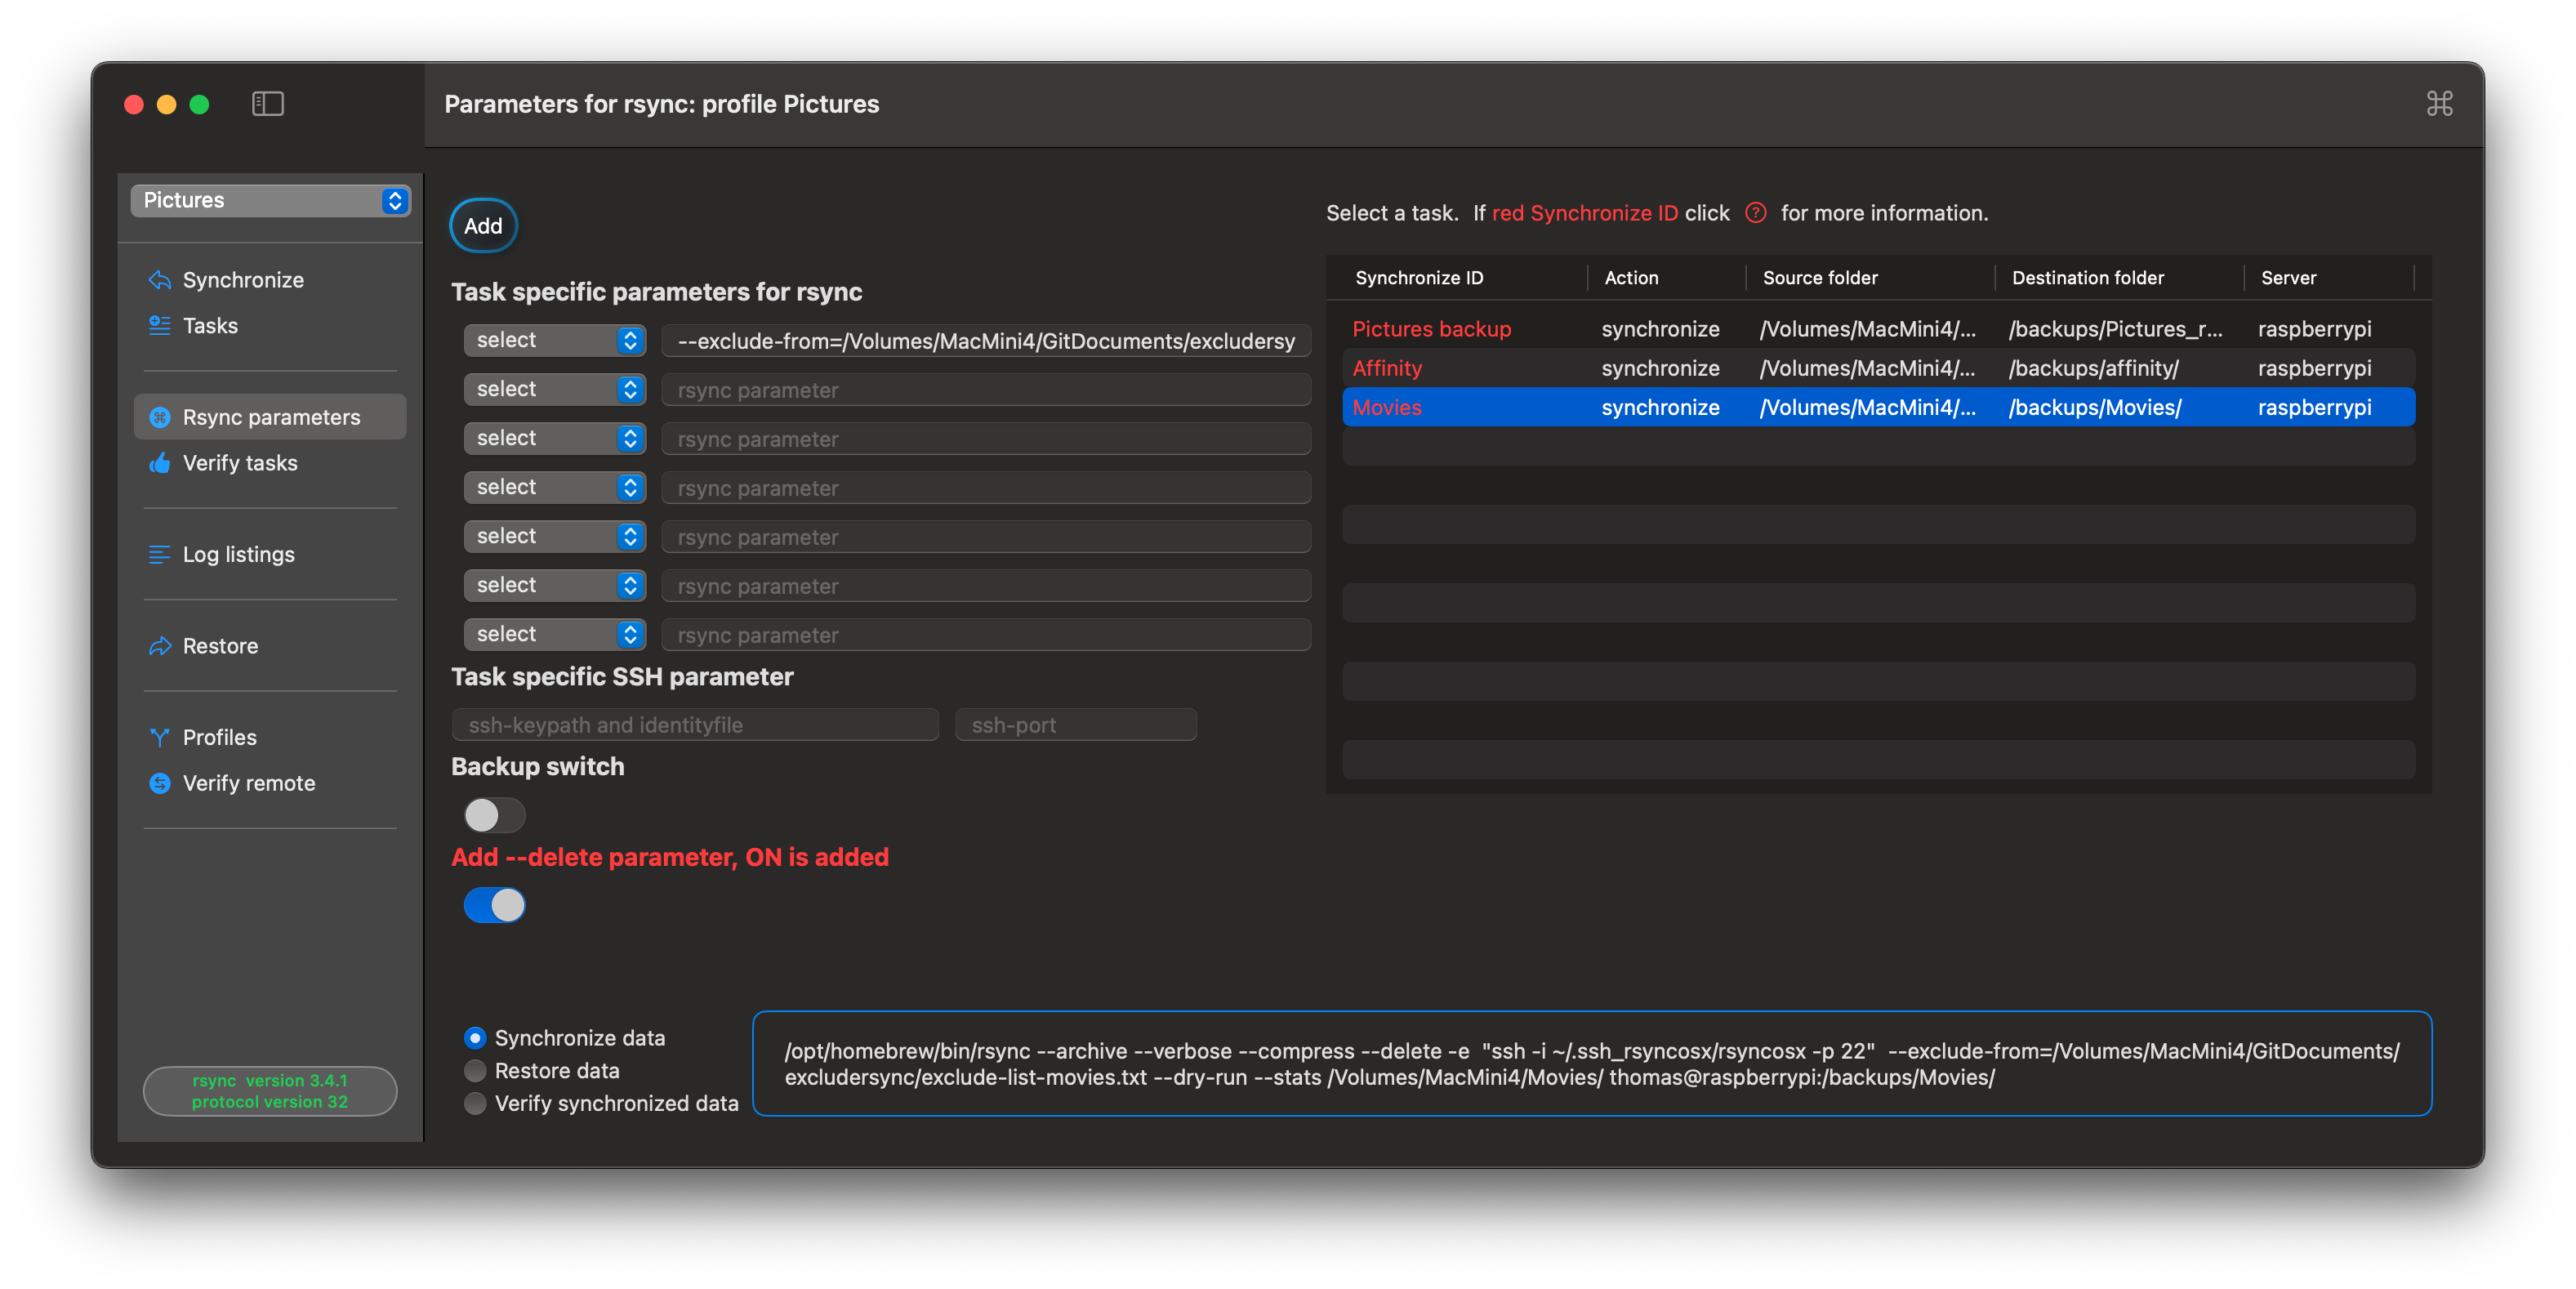 Parameters for rsync: profile Pictures
Pictures
Synchronize
Tasks
Rsync parameters
Verify tasks
Log listings
Restore
Profiles
Verify remote
rsync version 3.4.1
protocol version 32
Add
Task specific parameters for rsync
select --exclude-from=/Volumes/MacMini4/GitDocuments/excludersy
select rsync parameter
select rsync parameter
select rsync parameter
select rsync parameter
select rsync parameter
select rsync parameter
Task specific SSH parameter
ssh-keypath and identityfile ssh-port
Backup switch
Add --delete parameter, ON is added
Select a task. If red Synchronize ID click ? for more information.
Synchronize ID Action Source folder Destination folder Server
Pictures backup synchronize /Volumes/MacMini4/... /backups/Pictures_r... raspberrypi
Affinity synchronize /Volumes/MacMini4/... /backups/affinity/ raspberrypi
Movies synchronize /Volumes/MacMini4/... /backups/Movies/ raspberrypi
Synchronize data
Restore data
Verify synchronized data
/opt/homebrew/bin/rsync --archive --verbose --compress --delete -e "ssh -i ~/.ssh_rsyncosx/rsyncosx -p 22" --exclude-from=/Volumes/MacMini4/GitDocuments/
excludersync/exclude-list-movies.txt --dry-run --stats /Volumes/MacMini4/Movies/ thomas@raspberrypi:/backups/Movies/